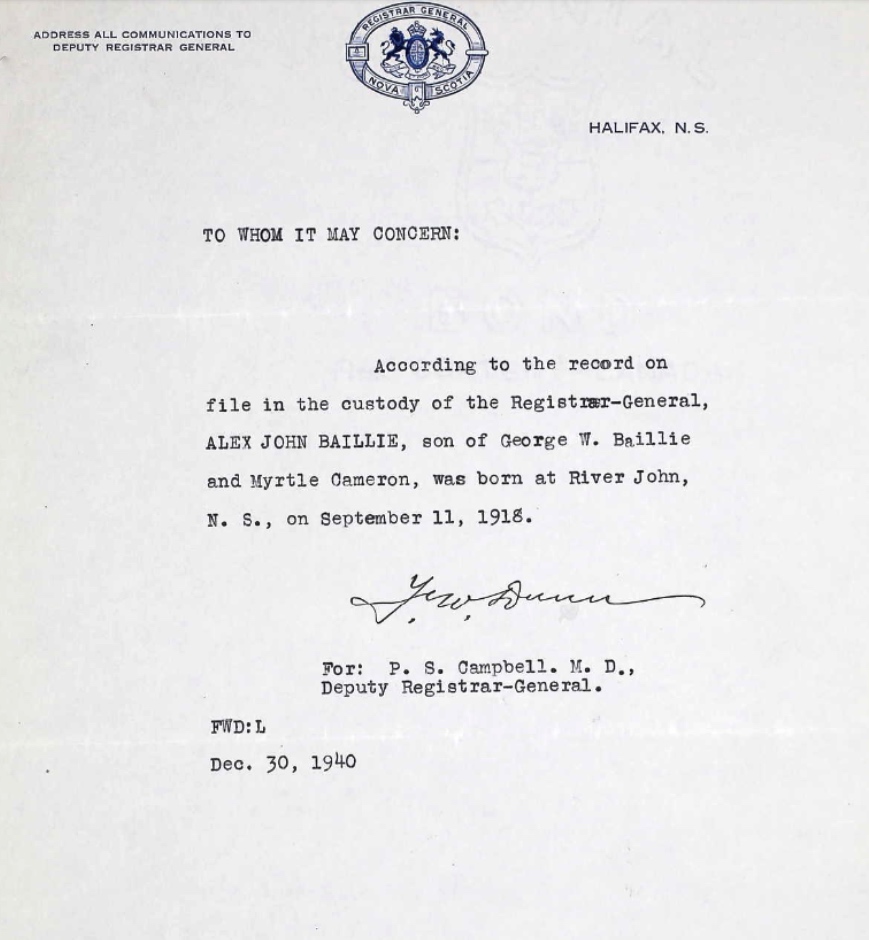 ADDRESS ALL COMMUNICATIONS TO
DEPUTY REGISTRAR GENERAL
REGISTRAR GENERAL
NOVA SCOTIA
HALIFAX, N. S.
TO WHOM IT MAY CONCERN:
According to the record on
file in the custody of the Registrar-General,
ALEX JOHN BAILLIE, son of George W. Baillie
and Myrtle Cameron, was born at River John,
N. S., on September 11, 1918.
F. W. Dunn
For: P. S. Campbell. M. D.,
Deputy Registrar-General.
FWD:L
Dec. 30, 1940